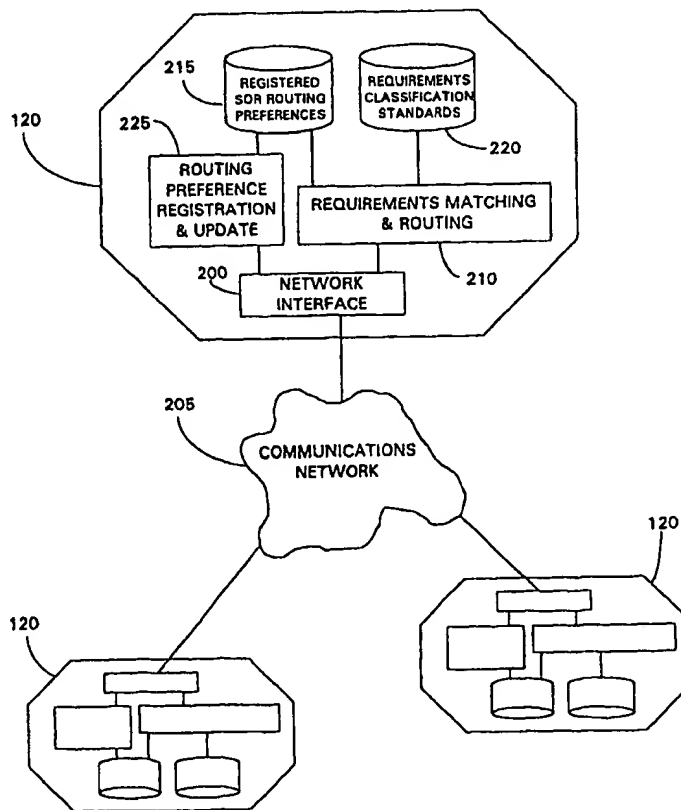 215
REGISTERED
SOR ROUTING
PREFERENCES
REQUIREMENTS
CLASSIFICATION
STANDARDS
120
225
220
ROUTING
PREFERENCE
REGISTRATION
& UPDATE
REQUIREMENTS MATCHING
& ROUTING
200
NETWORK
INTERFACE
210
205
COMMUNICATIONS
NETWORK
120
120